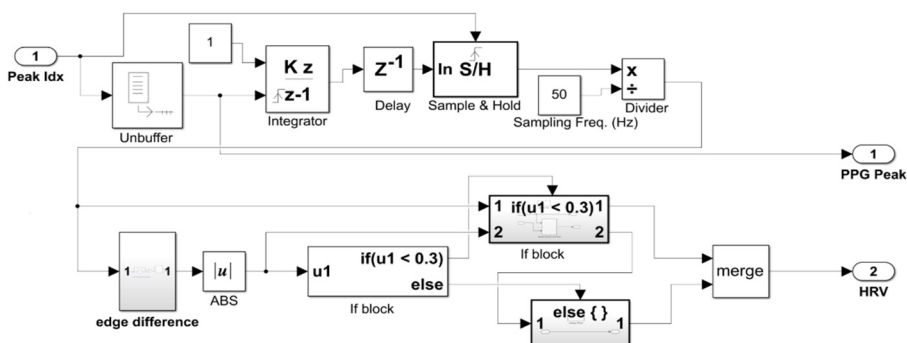 1
Peak Idx
Unbuffer
1
K z
z-1
Integrator
Z-1
Delay
In S/H
Sample & Hold
50
Sampling Freq. (Hz)
x
÷
Divider
1
PPG Peak
1 1
edge difference
|u|
ABS
u1
if(u1 < 0.3)
else
If block
1
2
if(u1 < 0.3)
1
2
If block
else { }
1 1
merge
2
HRV